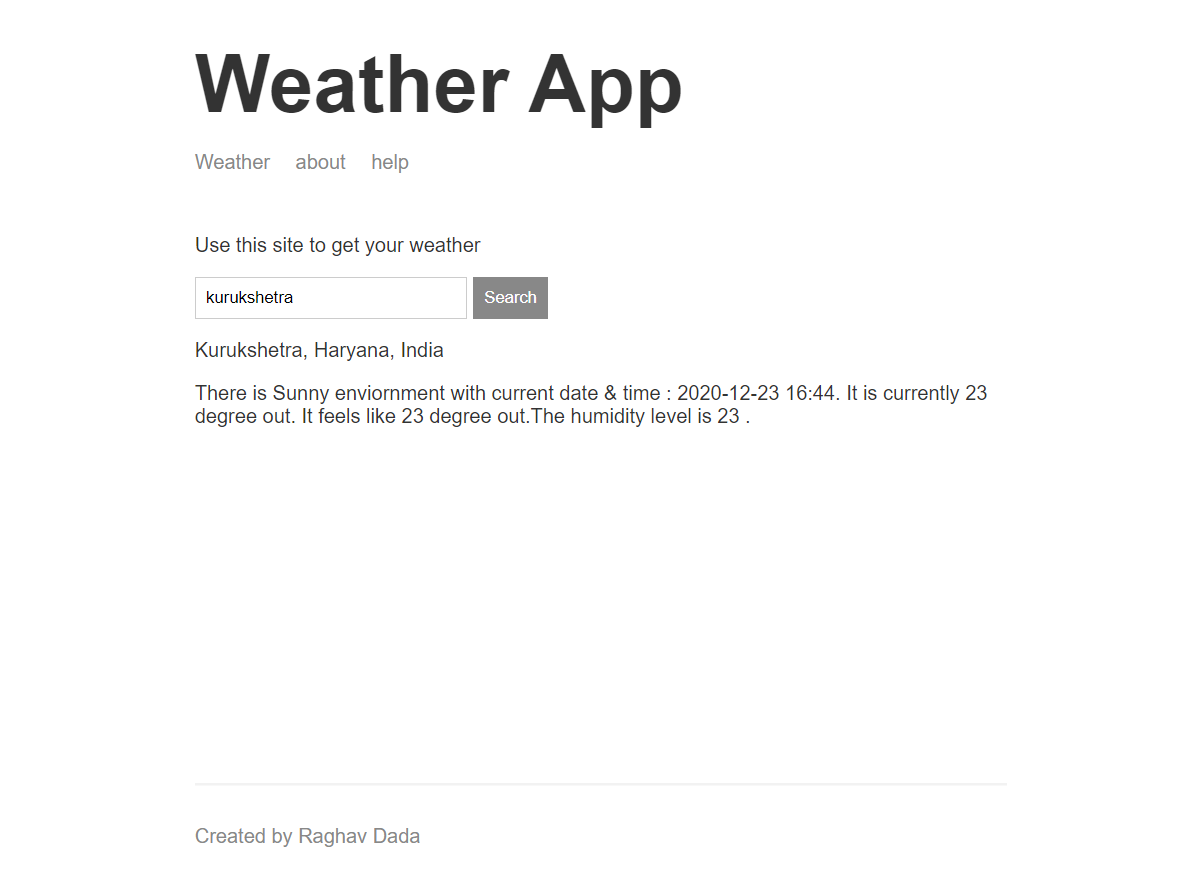 Weather App
Weather about help
Use this site to get your weather
kurukshetra Search
Kurukshetra, Haryana, India
There is Sunny enviornment with current date & time : 2020-12-23 16:44. It is currently 23
degree out. It feels like 23 degree out.The humidity level is 23 .
Created by Raghav Dada